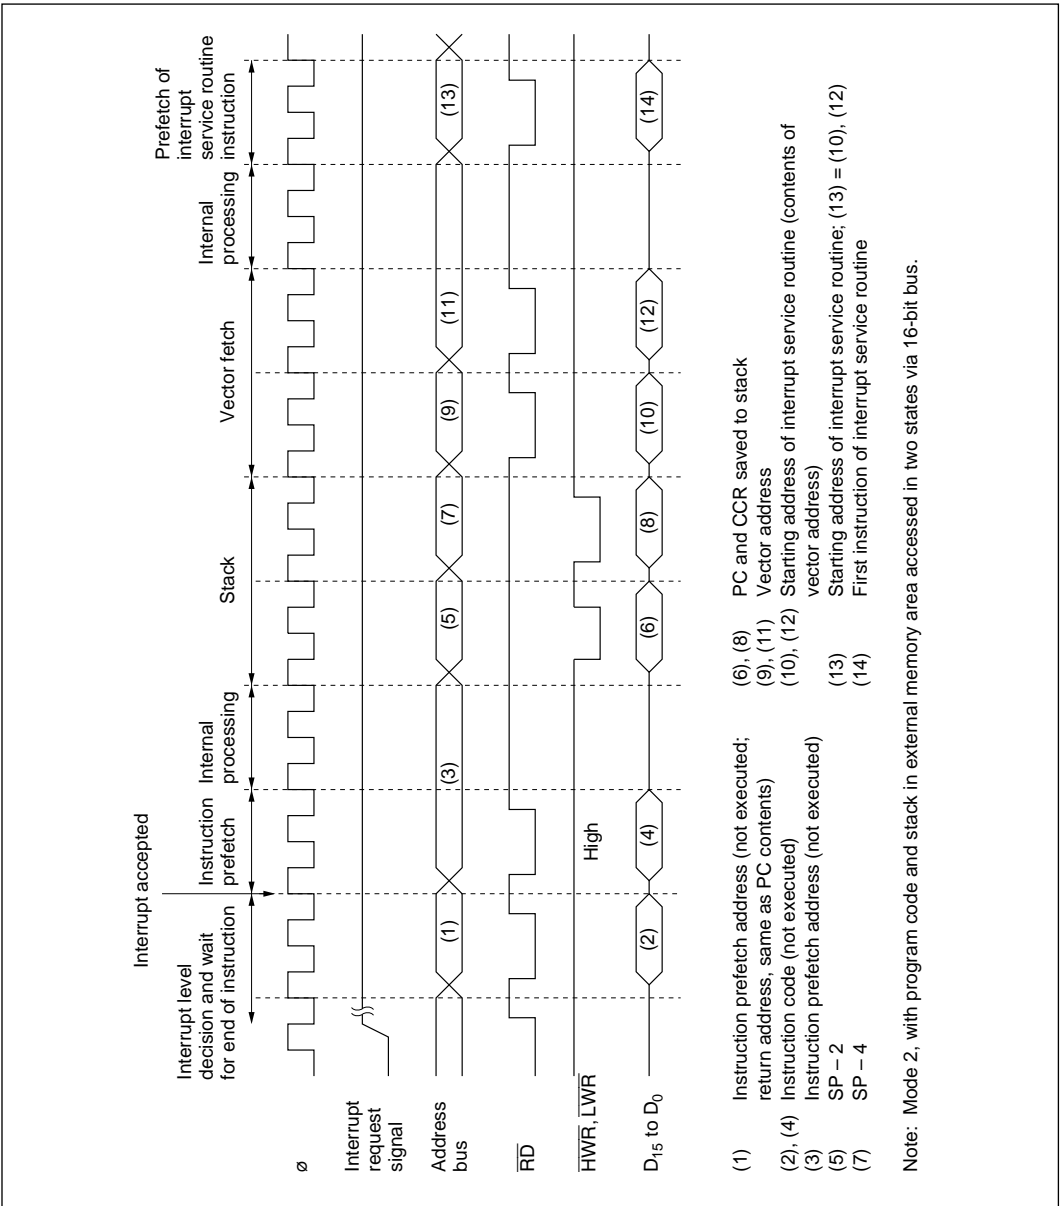 Interrupt accepted
Interrupt level
decision and wait
for end of instruction
Instruction
prefetch
Internal
processing
Stack
Vector fetch
Internal
processing
Prefetch of
interrupt
service routine
instruction
ø
Interrupt
request
signal
Address
bus
(1)
(3)
(5)
(7)
(9)
(11)
(13)
RD
HWR, LWR
High
D15 to D0
(2)
(4)
(6)
(8)
(10)
(12)
(14)
(1) Instruction prefetch address (not executed;
return address, same as PC contents)
(2), (4) Instruction code (not executed)
(3) Instruction prefetch address (not executed)
(5) SP – 2
(7) SP – 4
(6), (8) PC and CCR saved to stack
(9), (11) Vector address
(10), (12) Starting address of interrupt service routine (contents of
vector address)
(13) Starting address of interrupt service routine; (13) = (10), (12)
(14) First instruction of interrupt service routine
Note: Mode 2, with program code and stack in external memory area accessed in two states via 16-bit bus.